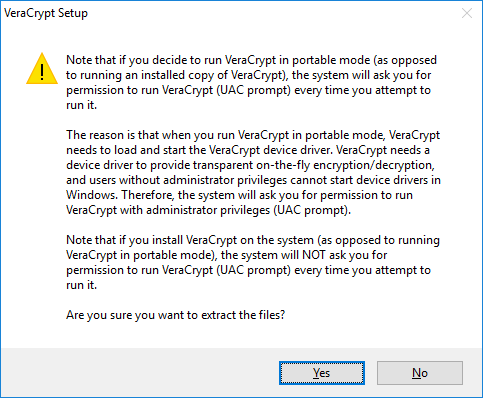 VeraCrypt Setup
Note that if you decide to run VeraCrypt in portable mode (as opposed
to running an installed copy of VeraCrypt), the system will ask you for
permission to run VeraCrypt (UAC prompt) every time you attempt to
run it.
The reason is that when you run VeraCrypt in portable mode, VeraCrypt
needs to load and start the VeraCrypt device driver. VeraCrypt needs a
device driver to provide transparent on-the-fly encryption/decryption,
and users without administrator privileges cannot start device drivers in
Windows. Therefore, the system will ask you for permission to run
VeraCrypt with administrator privileges (UAC prompt).
Note that if you install VeraCrypt on the system (as opposed to running
VeraCrypt in portable mode), the system will NOT ask you for
permission to run VeraCrypt (UAC prompt) every time you attempt to
run it.
Are you sure you want to extract the files?
Yes
No